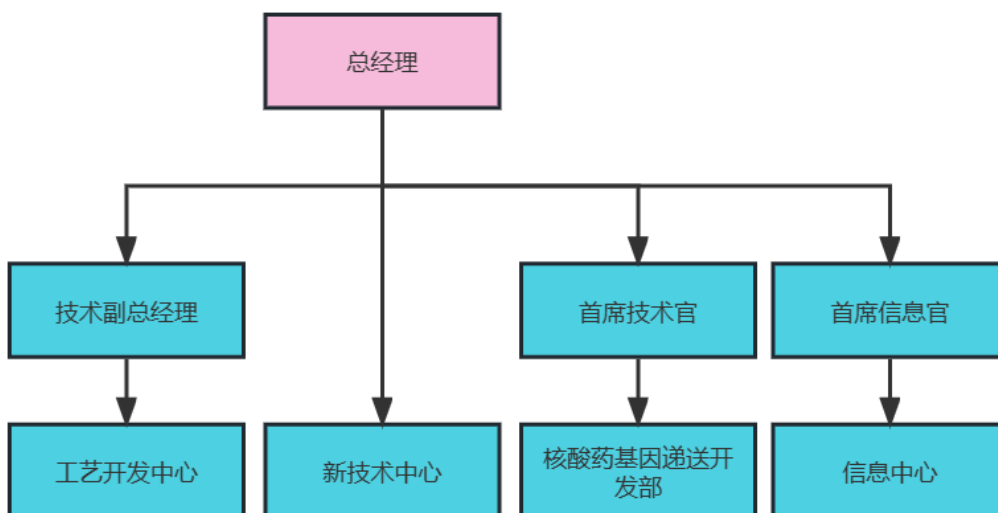 总经理
技术副总经理
首席技术官
首席信息官
工艺开发中心
新技术中心
核酸药基因递送开
发部
信息中心